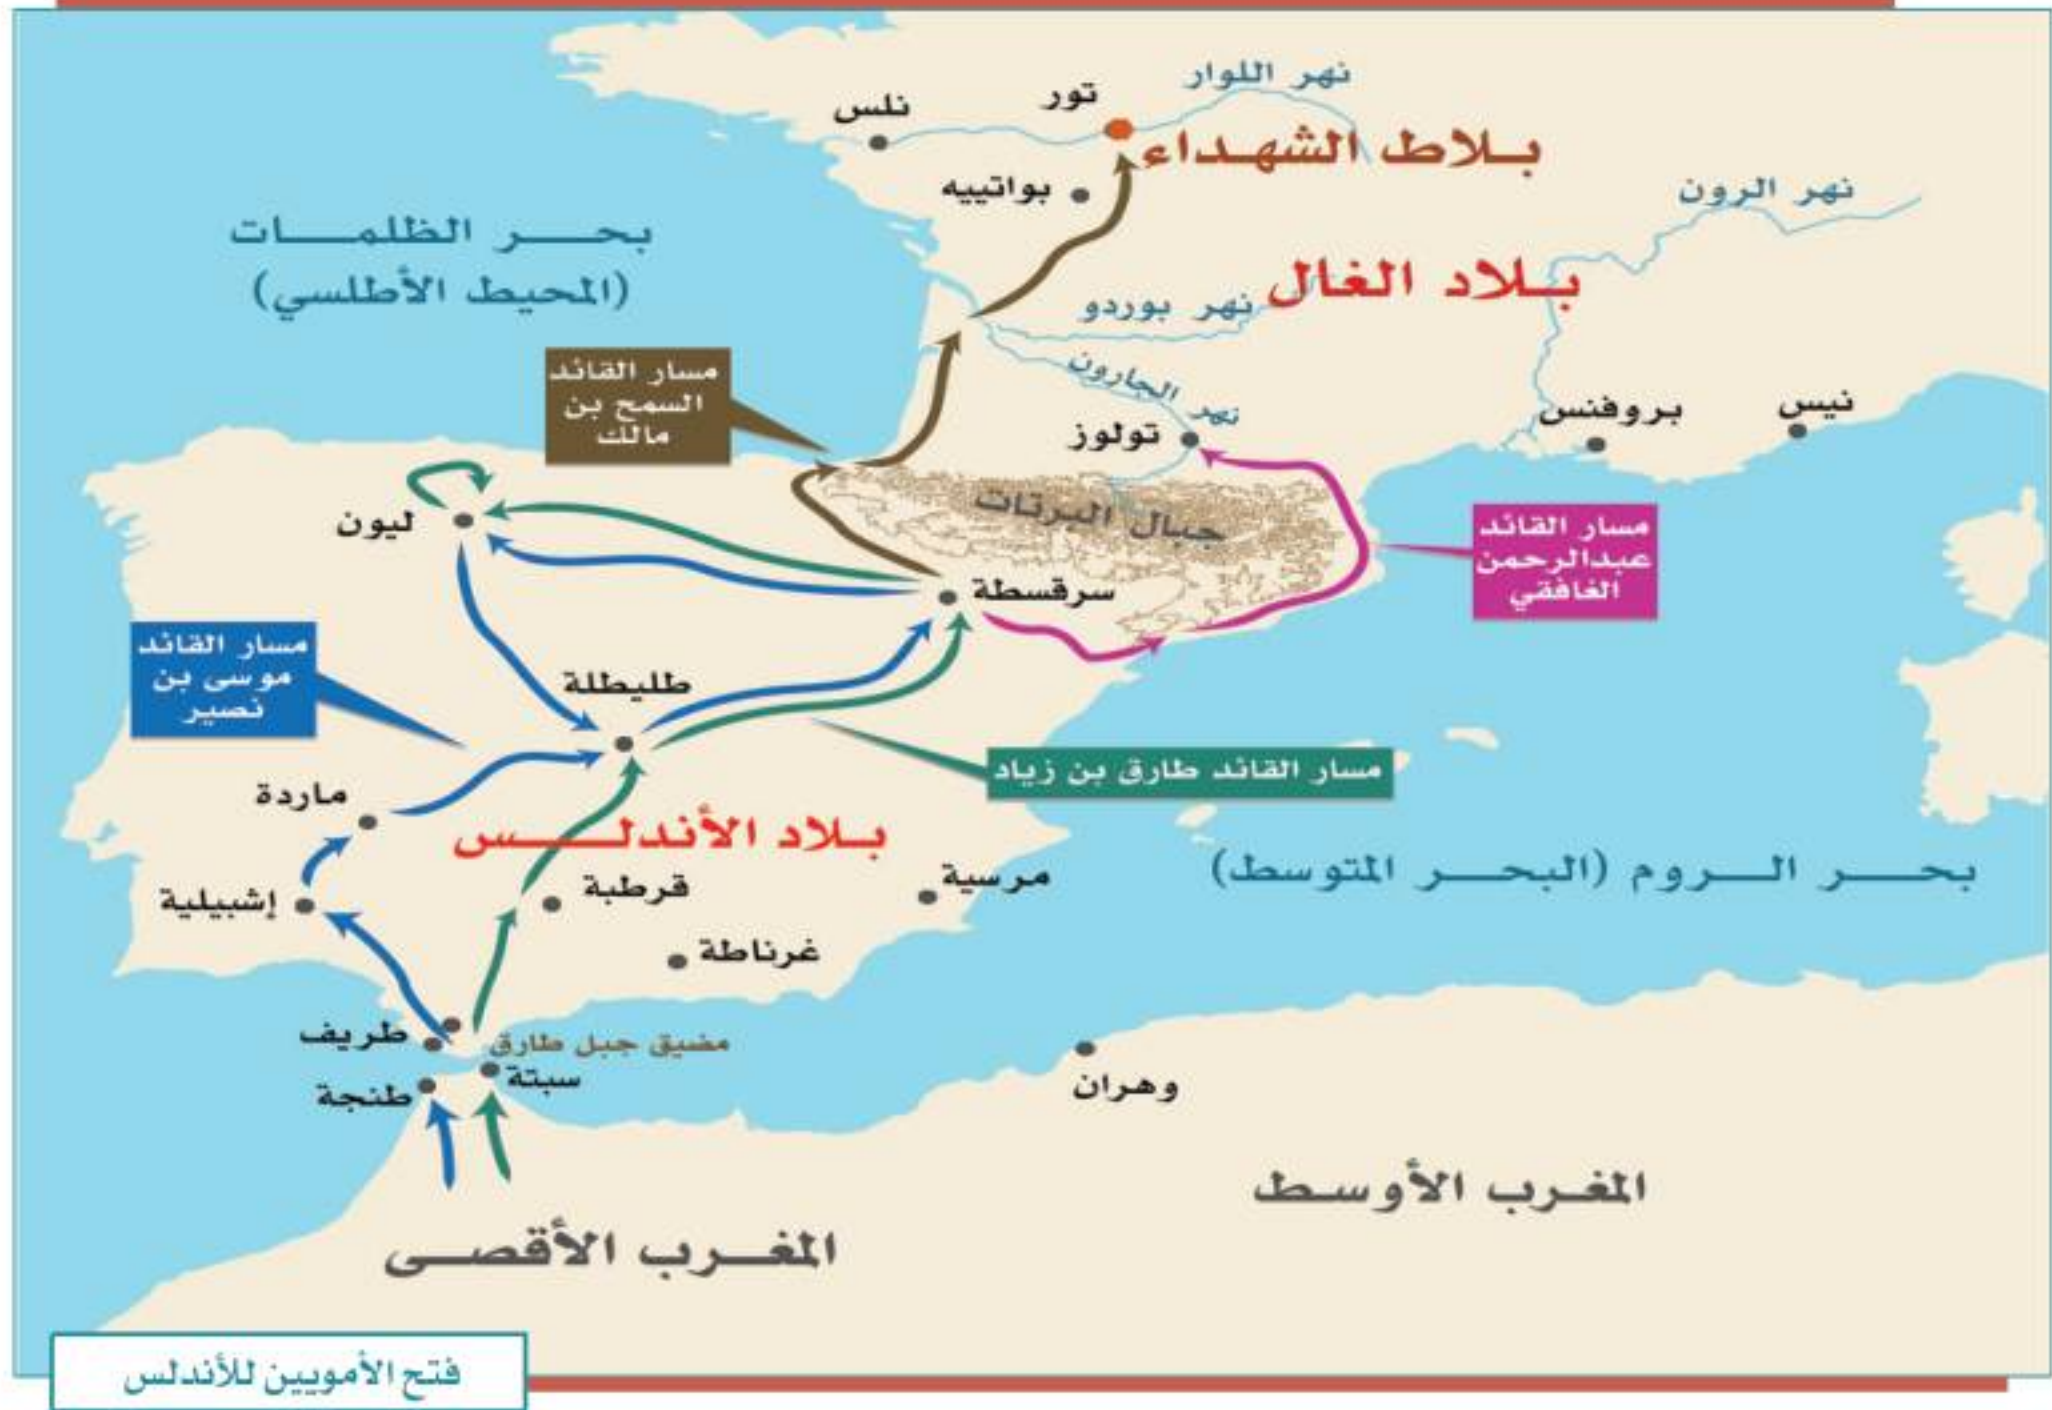 نهر اللوار
تور
نلس
بلاط الشهداء
بواتييه
نهر الرون
بحر الظلمات
(المحيط الأطلسي)
بلاد الغال
نهر بوردو
نهر الجارون
مسار القائد
السمح بن
مالك
تولوز
بروفنس
نيس
جبال البرتات
ليون
مسار القائد
عبدالرحمن
الغافقي
سرقسطة
مسار القائد
موسى بن
نصير
طليطلة
مسار القائد طارق بن زياد
ماردة
بلاد الأندلس
بحر الروم (البحر المتوسط)
مرسية
قرطبة
إشبيلية
غرناطة
طريف
مضيق جبل طارق
سبتة
طنجة
وهران
المغرب الأوسط
المغرب الأقصى
فتح الأمويين للأندلس